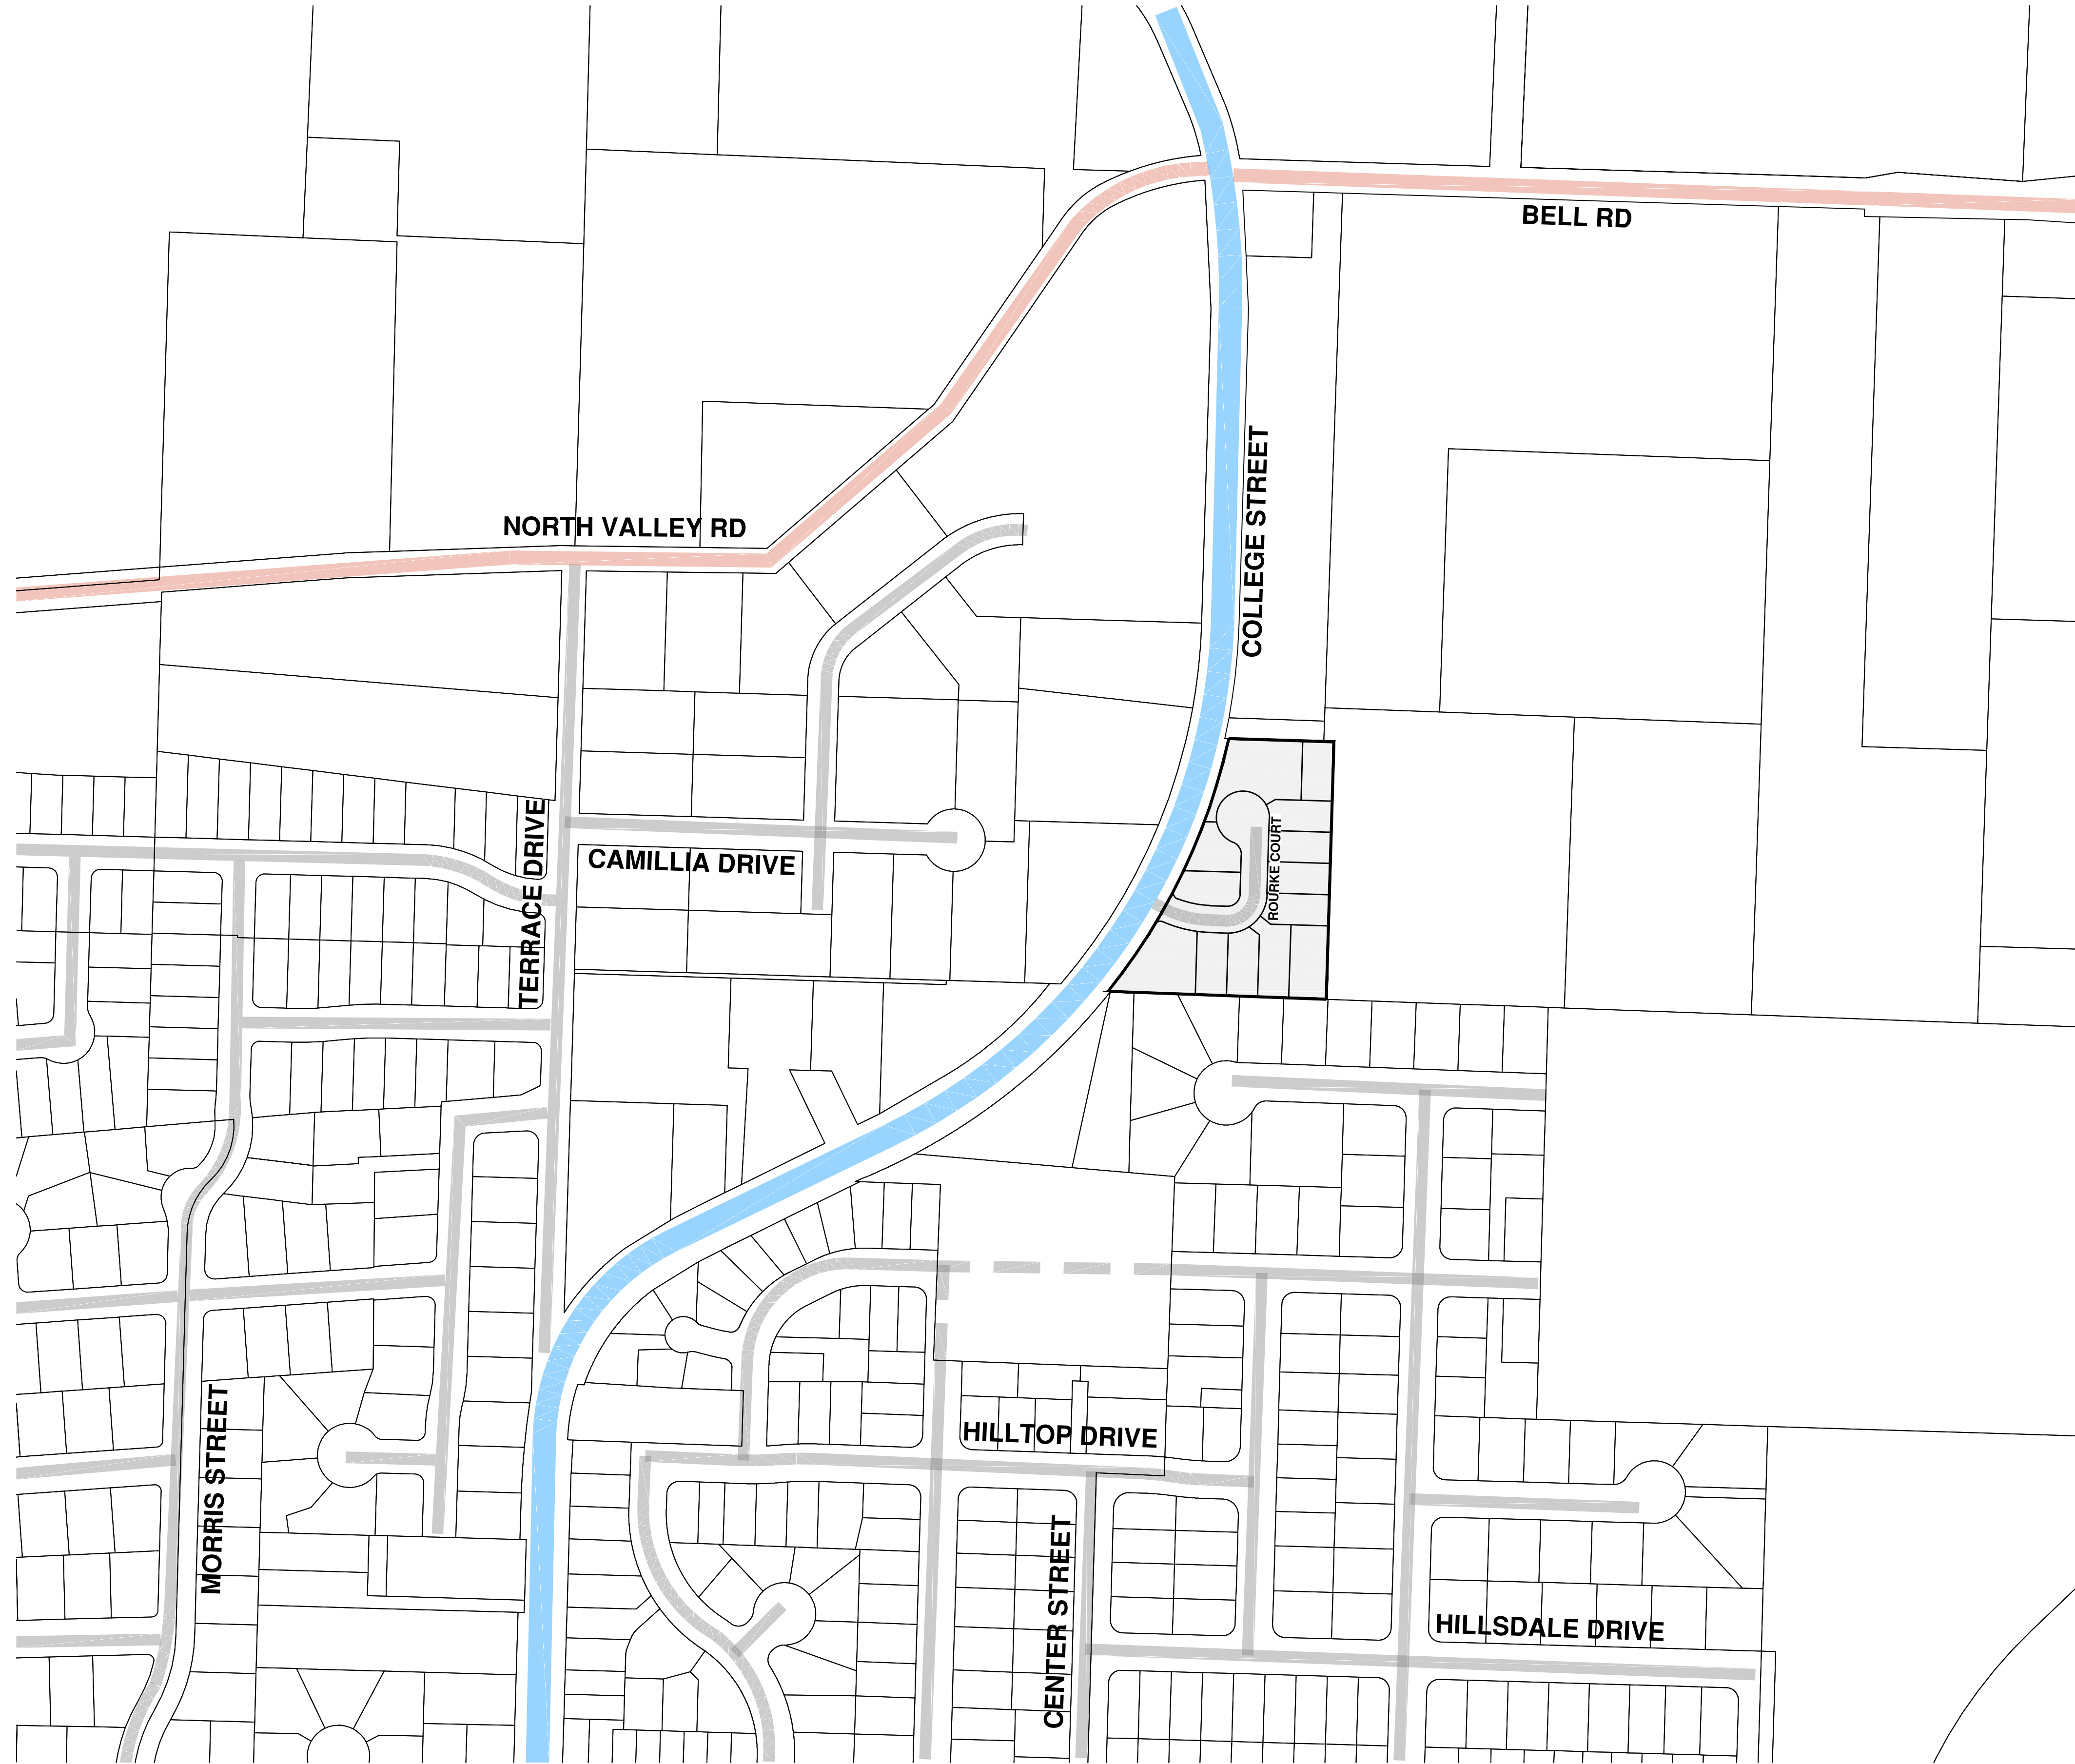 BELL RD
COLLEGE STREET
NORTH VALLEY RD
TERRACE DRIVE
CAMILLIA DRIVE
ROURKE COURT
MORRIS STREET
HILLTOP DRIVE
CENTER STREET
HILLSDALE DRIVE